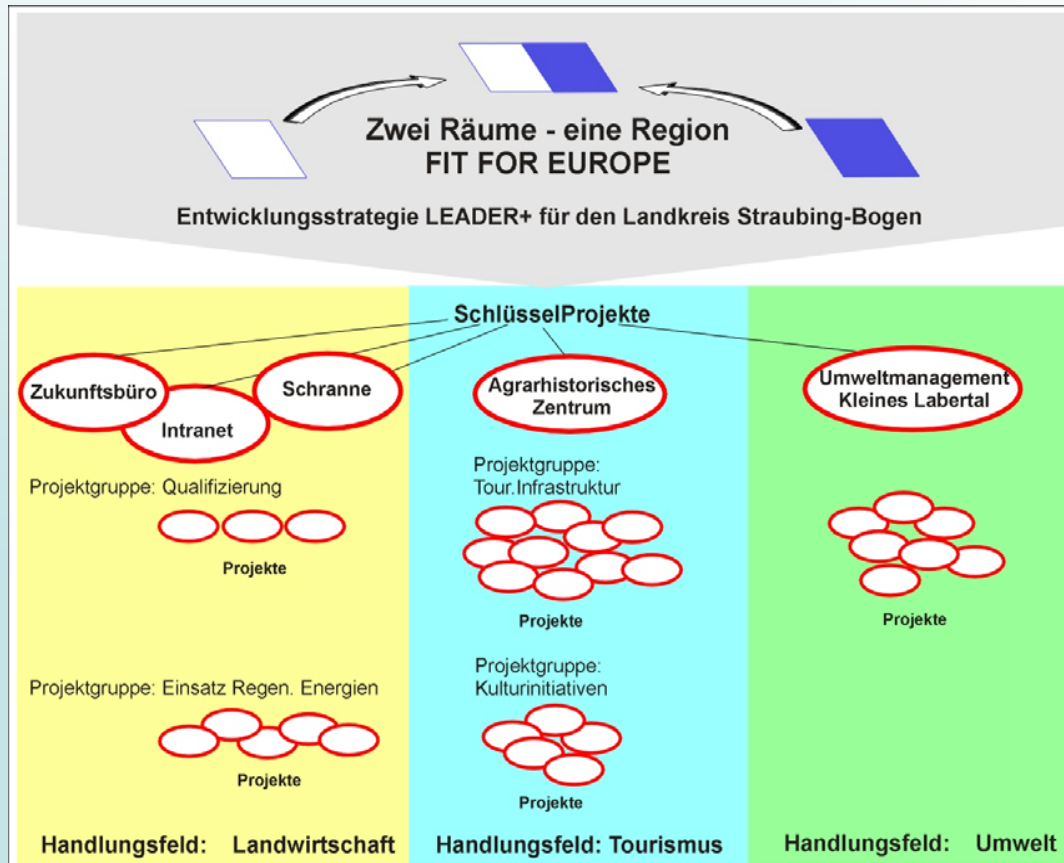 Zwei Räume - eine Region
FIT FOR EUROPE
Entwicklungsstrategie LEADER+ für den Landkreis Straubing-Bogen
SchlüsselProjekte
Zukunftsbüro
Intranet
Schranne
Projektgruppe: Qualifizierung
Projekte
Projektgruppe: Einsatz Regen. Energien
Projekte
Handlungsfeld: Landwirtschaft
Agrarhistorisches
Zentrum
Projektgruppe:
Tour.Infrastruktur
Projekte
Projektgruppe:
Kulturinitiativen
Projekte
Handlungsfeld: Tourismus
Umweltmanagement
Kleines Labertal
Projekte
Handlungsfeld: Umwelt